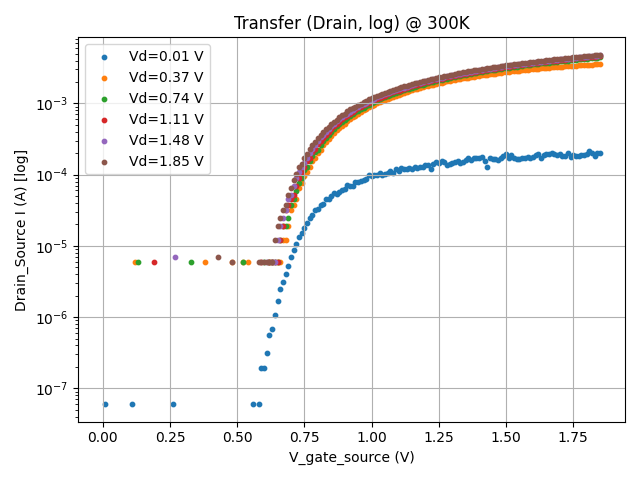 Transfer (Drain, log) @ 300K
Drain_Source I (A) [log]
10⁻³
10⁻⁴
10⁻⁵
10⁻⁶
10⁻⁷
Vd=0.01 V
Vd=0.37 V
Vd=0.74 V
Vd=1.11 V
Vd=1.48 V
Vd=1.85 V
0.00 0.25 0.50 0.75 1.00 1.25 1.50 1.75
V_gate_source (V)